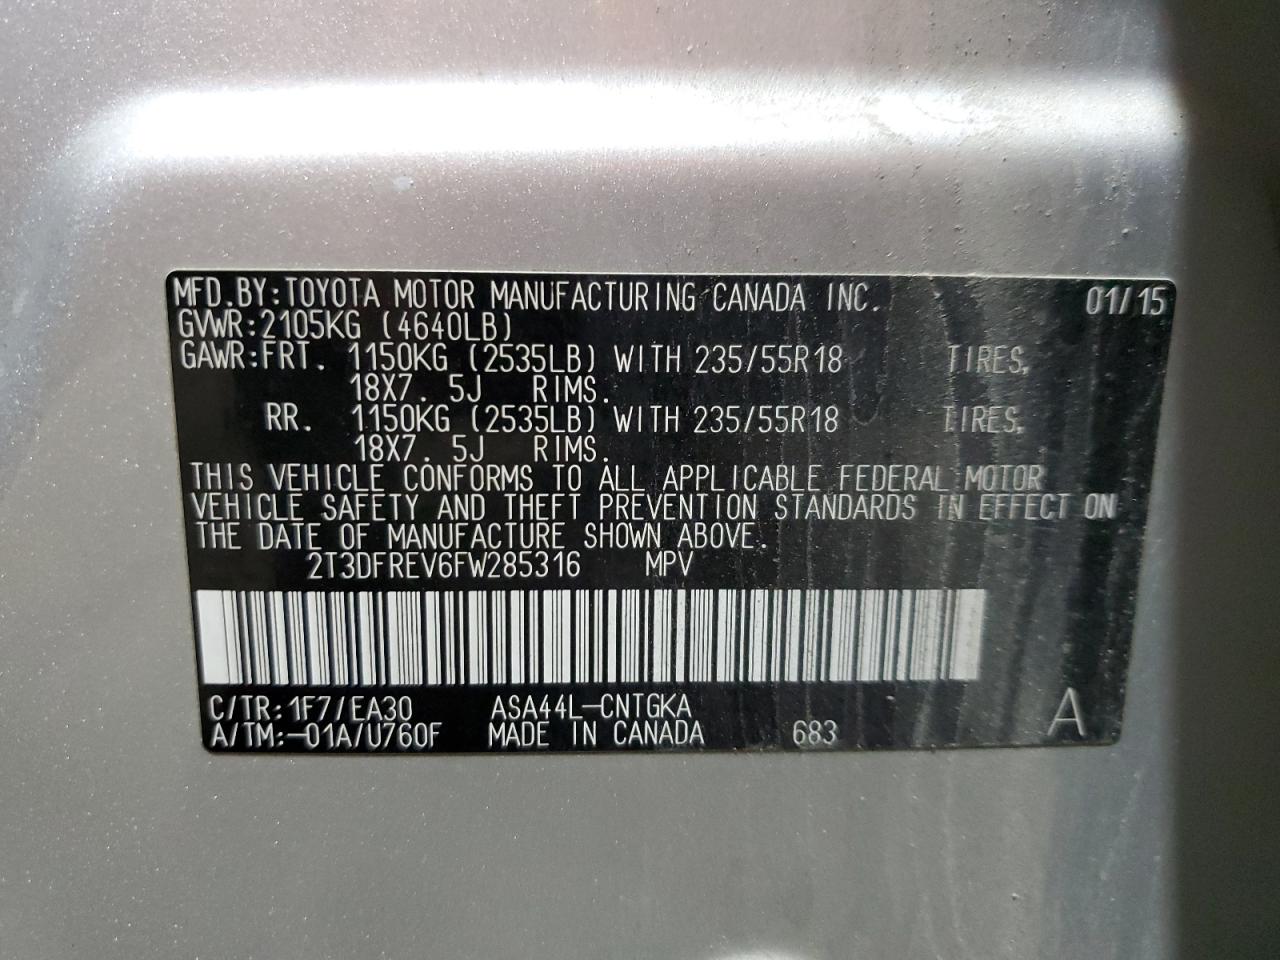 MFD.BY:TOYOTA MOTOR MANUFACTURING CANADA INC. 01/15
GVWR:2105KG (4640LB)
GAWR:FRT. 1150KG (2535LB) WITH 235/55R18 TIRES,
18X7. 5J RIMS.
RR. 1150KG (2535LB) WITH 235/55R18 TIRES,
18X7. 5J RIMS.
THIS VEHICLE CONFORMS TO ALL APPLICABLE FEDERAL MOTOR
VEHICLE SAFETY AND THEFT PREVENTION STANDARDS IN EFFECT ON
THE DATE OF MANUFACTURE SHOWN ABOVE.
2T3DFREV6FW285316 MPV
C/TR:1F7/EA30 ASA44L-CNTGKA
A/TM:-01A/U760F MADE IN CANADA 683 A